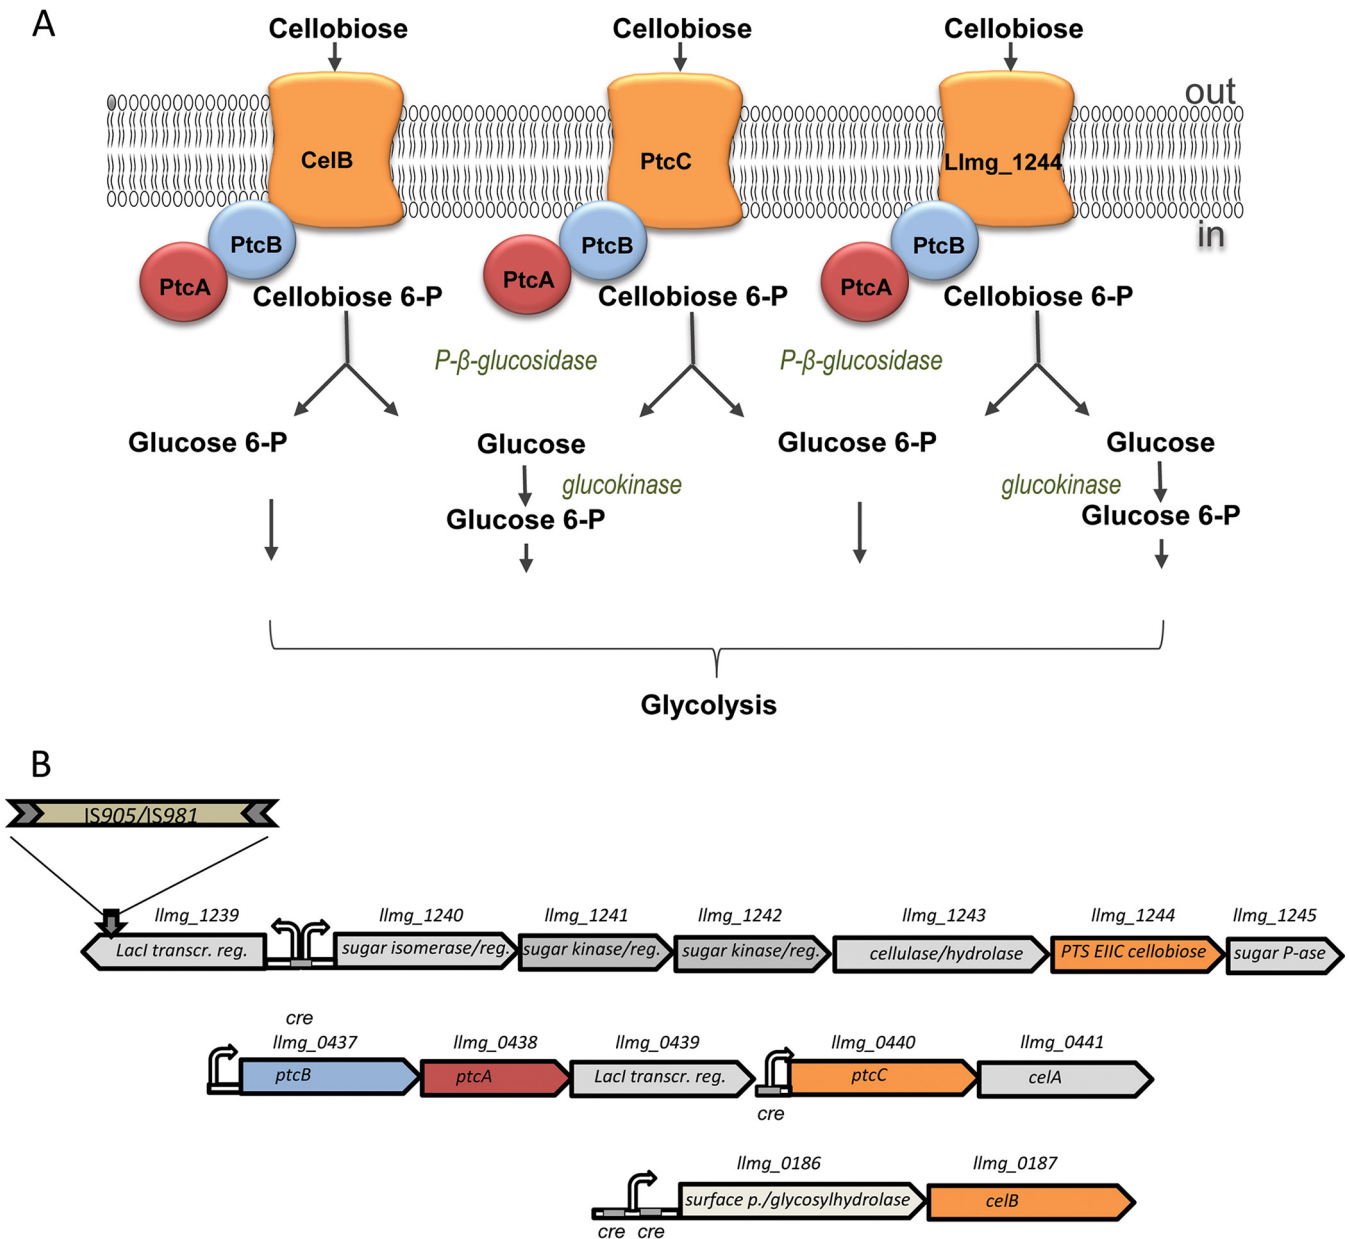 A
Cellobiose Cellobiose Cellobiose
out
CelB PtcC Llmg_1244
in
PtcB PtcB PtcB
PtcA PtcA PtcA
Cellobiose 6-P Cellobiose 6-P Cellobiose 6-P
P-β-glucosidase P-β-glucosidase
Glucose 6-P Glucose Glucose 6-P Glucose
glucokinase glucokinase
Glucose 6-P Glucose 6-P
Glycolysis
B
IS905/IS981
llmg_1239 llmg_1240 llmg_1241 llmg_1242 llmg_1243 llmg_1244 llmg_1245
LacI transcr. reg. sugar isomerase/reg. sugar kinase/reg. sugar kinase/reg. cellulase/hydrolase PTS EIIC cellobiose sugar P-ase
cre
llmg_0437 llmg_0438 llmg_0439 llmg_0440 llmg_0441
ptcB ptcA LacI transcr. reg. ptcC celA
cre
llmg_0186 llmg_0187
surface p./glycosylhydrolase celB
cre cre